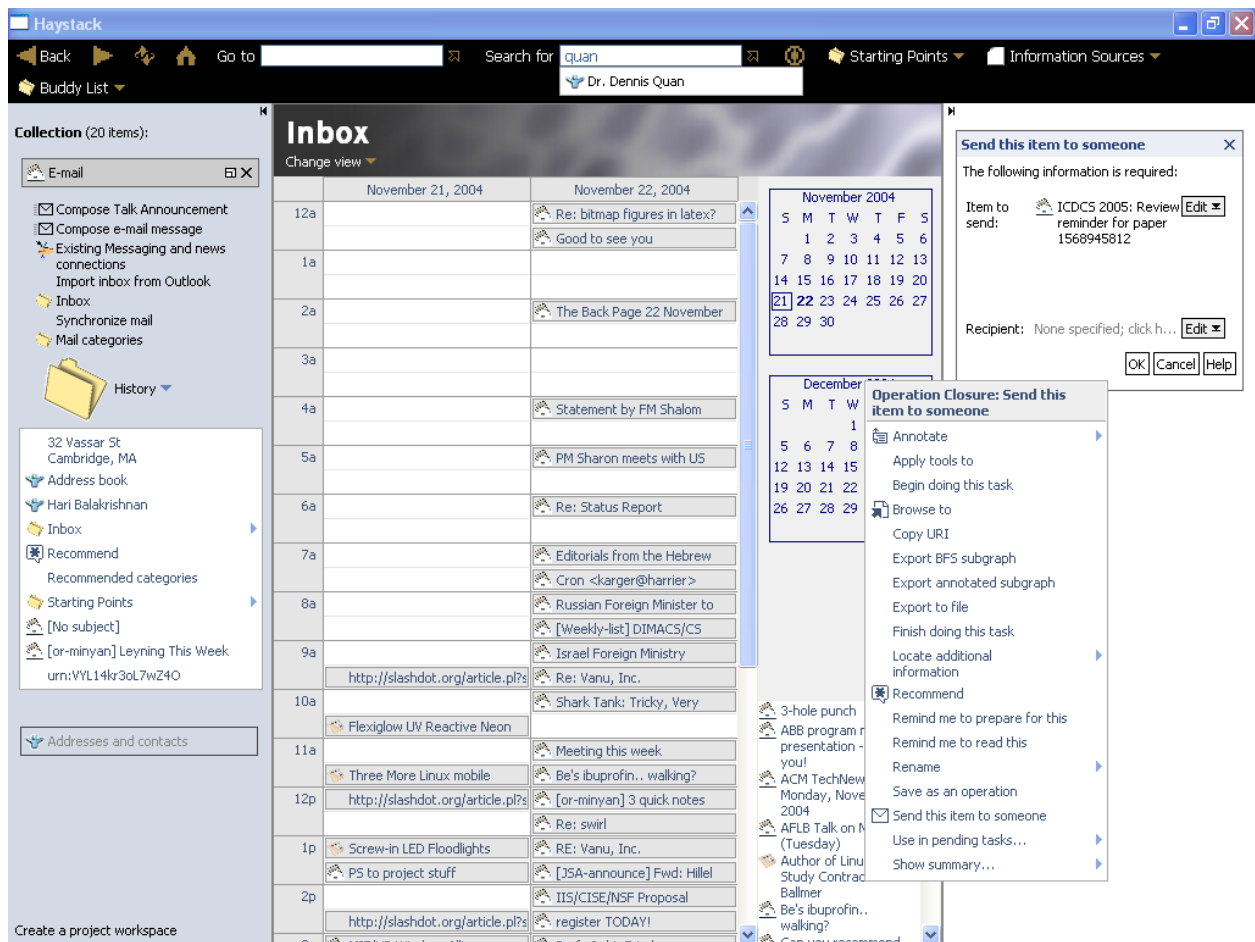 Haystack
Back Go to Search for quan Starting Points Information Sources
Buddy List Dr. Dennis Quan
Collection (20 items):
E-mail
Compose Talk Announcement
Compose e-mail message
Existing Messaging and news
connections
Import inbox from Outlook
Inbox
Synchronize mail
Mail categories
History
32 Vassar St
Cambridge, MA
Address book
Hari Balakrishnan
Inbox
Recommend
Recommended categories
Starting Points
[No subject]
[or-minyan] Leyning This Week
urn:VYL14kr3oL7wZ4O
Addresses and contacts
Create a project workspace
Inbox
Change view
November 21, 2004 November 22, 2004
12a Re: bitmap figures in latex?
Good to see you
1a
2a The Back Page 22 November
3a
4a Statement by FM Shalom
5a PM Sharon meets with US
6a Re: Status Report
7a Editorials from the Hebrew
Cron <karger@harrier>
8a Russian Foreign Minister to
[Weekly-list] DIMACS/CS
9a Israel Foreign Ministry
http://slashdot.org/article.pl?s Re: Vanu, Inc.
10a Shark Tank: Tricky, Very
Flexiglow UV Reactive Neon
11a Meeting this week
Three More Linux mobile Be's ibuprofin.. walking?
12p http://slashdot.org/article.pl?s [or-minyan] 3 quick notes
Re: swirl
1p Screw-in LED Floodlights RE: Vanu, Inc.
PS to project stuff [JSA-announce] Fwd: Hillel
2p IIS/CISE/NSF Proposal
http://slashdot.org/article.pl?s register TODAY!
November 2004
S M T W T F S
1 2 3 4 5 6
7 8 9 10 11 12 13
14 15 16 17 18 19 20
21 22 23 24 25 26 27
28 29 30
December
S M T W
1
5 6 7 8
12 13 14 15
19 20 21 22
26 27 28 29
3-hole punch
ABB program
presentation -
you!
ACM TechNew
Monday, Nove
2004
AFLB Talk on
(Tuesday)
Author of Linu
Study Contrac
Ballmer
Be's ibuprofin..
walking?
Can you recommend
Send this item to someone
The following information is required:
Item to send: ICDCS 2005: Review reminder for paper 1568945812 Edit
Recipient: None specified; click h... Edit
OK Cancel Help
Operation Closure: Send this
item to someone
Annotate
Apply tools to
Begin doing this task
Browse to
Copy URI
Export BFS subgraph
Export annotated subgraph
Export to file
Finish doing this task
Locate additional
information
Recommend
Remind me to prepare for this
Remind me to read this
Rename
Save as an operation
Send this item to someone
Use in pending tasks...
Show summary...